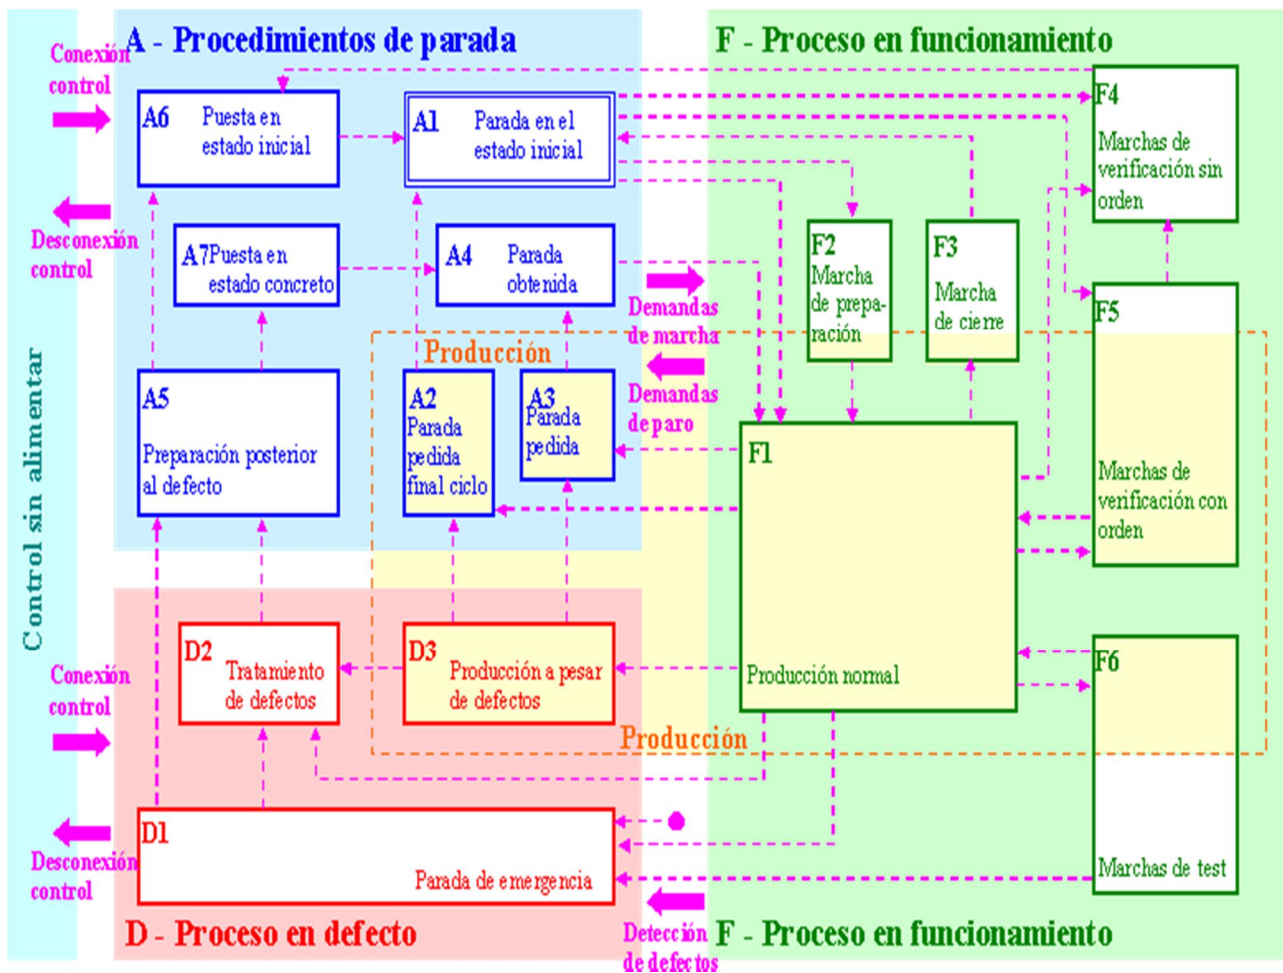 A - Procedimientos de parada
F - Proceso en funcionamiento
Conexión
control
A6
Puesta en
estado inicial
A1
Parada en el
estado inicial
F4
Marchas de
verificación sin
orden
Desconexión
control
A7
Puesta en
estado concreto
A4
Parada
obtenida
Demandas
de marcha
F2
Marcha
de prepa-
ración
F3
Marcha
de cierre
F5
Marchas de
verificación con
orden
Control sin alimentar
Producción
Demandas
de paro
A5
Preparación posterior
al defecto
A2
Parada
pedida
final ciclo
A3
Parada
pedida
F1
Producción normal
Conexión
control
D2
Tratamiento
de defectos
D3
Producción a pesar
de defectos
F6
Marchas de test
Producción
Desconexión
control
D1
Parada de emergencia
D - Proceso en defecto
Detección
de defectos
F - Proceso en funcionamiento